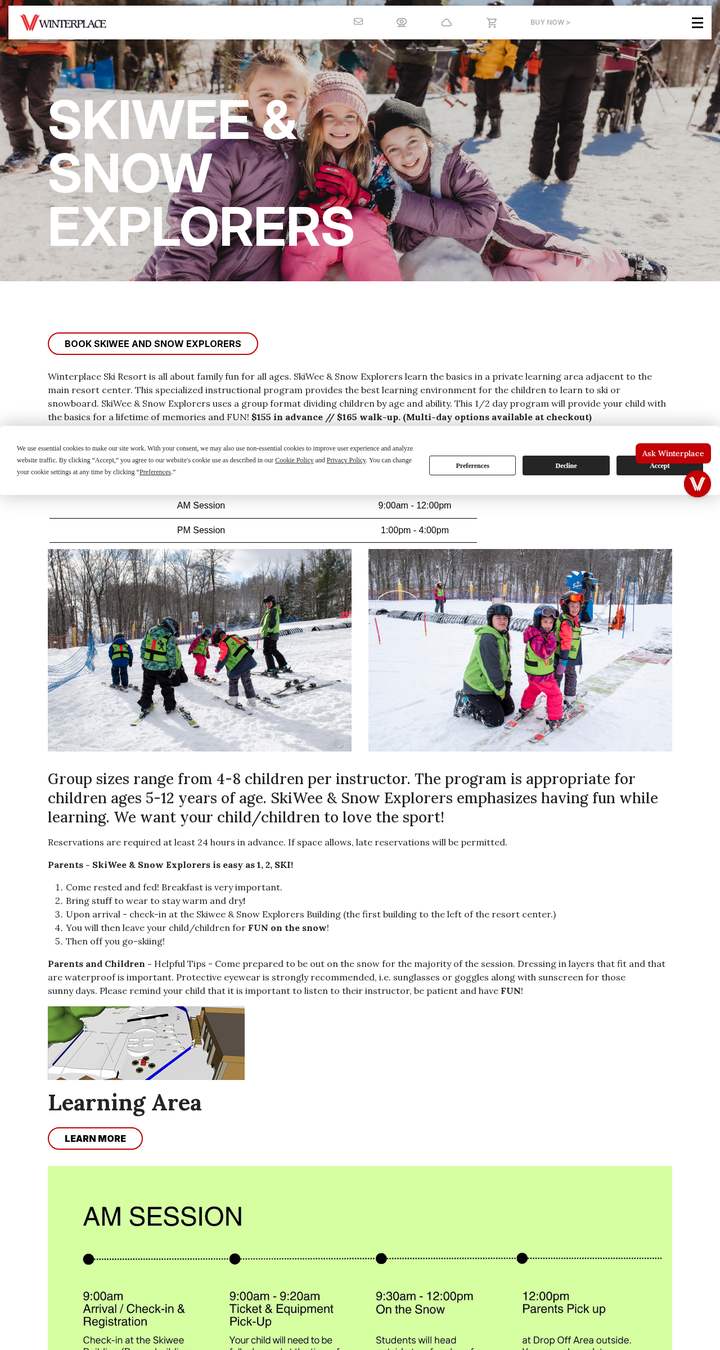 WINTERPLACE
BUY NOW >
SKIWEE &
SNOW
EXPLORERS
BOOK SKIWEE AND SNOW EXPLORERS
Winterplace Ski Resort is all about family fun for all ages. SkiWee & Snow Explorers learn the basics in a private learning area adjacent to the
main resort center. This specialized instructional program provides the best learning environment for the children to learn to ski or
snowboard. SkiWee & Snow Explorers uses a group format dividing children by age and ability. This 1/2 day program will provide your child with
the basics for a lifetime of memories and FUN! $155 in advance // $165 walk-up. (Multi-day options available at checkout)
We use essential cookies to make our site work. With your consent, we may also use non-essential cookies to improve user experience and analyze
website traffic. By clicking “Accept,” you agree to our website's cookie use as described in our Cookie Policy and Privacy Policy. You can change
your cookie settings at any time by clicking “Preferences.”
Preferences
Decline
Accept
Ask Winterplace
AM Session 9:00am - 12:00pm
PM Session 1:00pm - 4:00pm
Group sizes range from 4-8 children per instructor. The program is appropriate for
children ages 5-12 years of age. SkiWee & Snow Explorers emphasizes having fun while
learning. We want your child/children to love the sport!
Reservations are required at least 24 hours in advance. If space allows, late reservations will be permitted.
Parents - SkiWee & Snow Explorers is easy as 1, 2, SKI!
1. Come rested and fed! Breakfast is very important.
2. Bring stuff to wear to stay warm and dry!
3. Upon arrival - check-in at the Skiwee & Snow Explorers Building (the first building to the left of the resort center.)
4. You will then leave your child/children for FUN on the snow!
5. Then off you go-skiing!
Parents and Children - Helpful Tips - Come prepared to be out on the snow for the majority of the session. Dressing in layers that fit and that
are waterproof is important. Protective eyewear is strongly recommended, i.e. sunglasses or goggles along with sunscreen for those
sunny days. Please remind your child that it is important to listen to their instructor, be patient and have FUN!
Learning Area
LEARN MORE
AM SESSION
9:00am
Arrival / Check-in &
Registration
Check-in at the Skiwee
9:00am - 9:20am
Ticket & Equipment
Pick-Up
Your child will need to be
9:30am - 12:00pm
On the Snow
Students will head
12:00pm
Parents Pick up
at Drop Off Area outside.